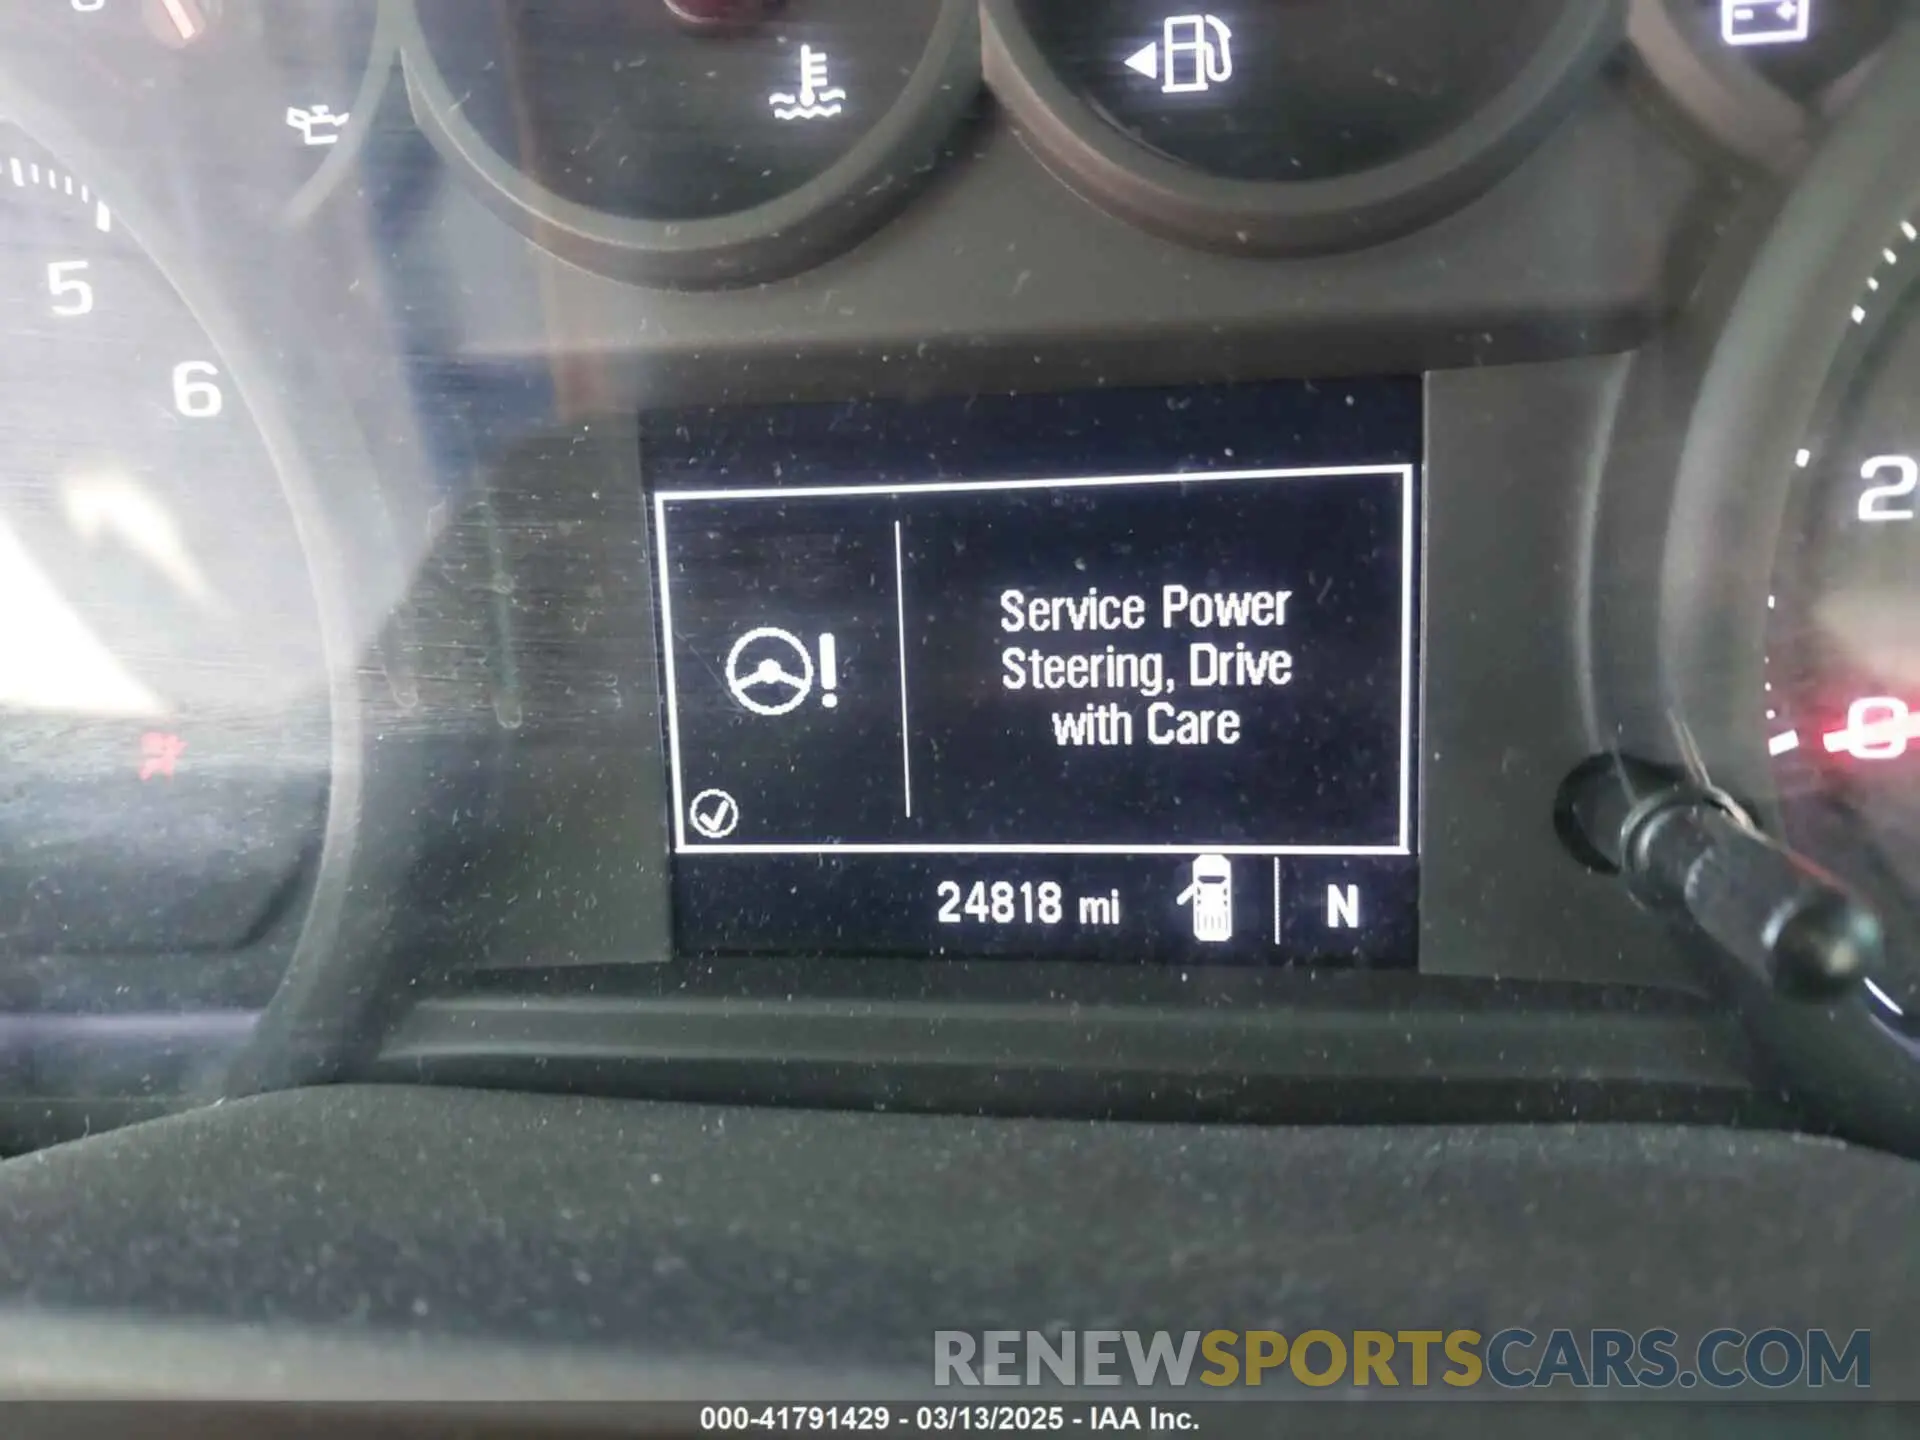 5
6
2
0
Service Power
Steering, Drive
with Care
24818 mi
N
RENEWSPORTSCARS.COM
000-41791429 - 03/13/2025 - IAA Inc.